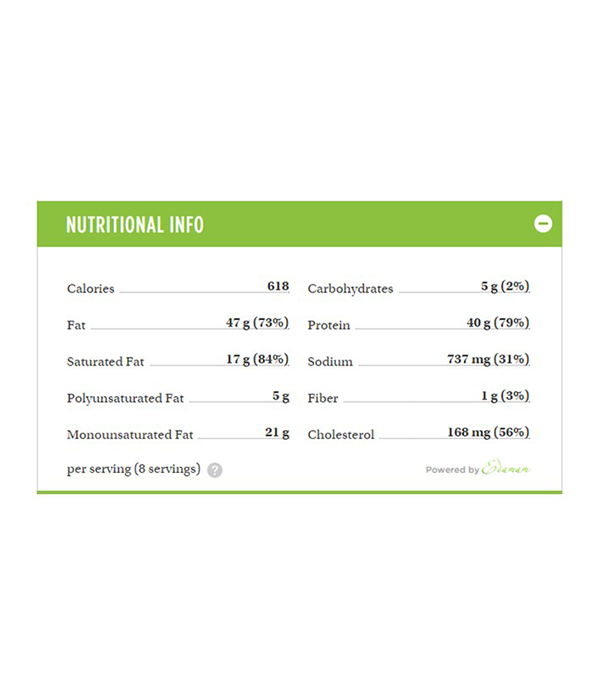 NUTRITIONAL INFO
Calories 618
Carbohydrates 5 g (2%)
Fat 47 g (73%)
Protein 40 g (79%)
Saturated Fat 17 g (84%)
Sodium 737 mg (31%)
Polyunsaturated Fat 5 g
Fiber 1 g (3%)
Monounsaturated Fat 21 g
Cholesterol 168 mg (56%)
per serving (8 servings) ?
Powered by Edamam